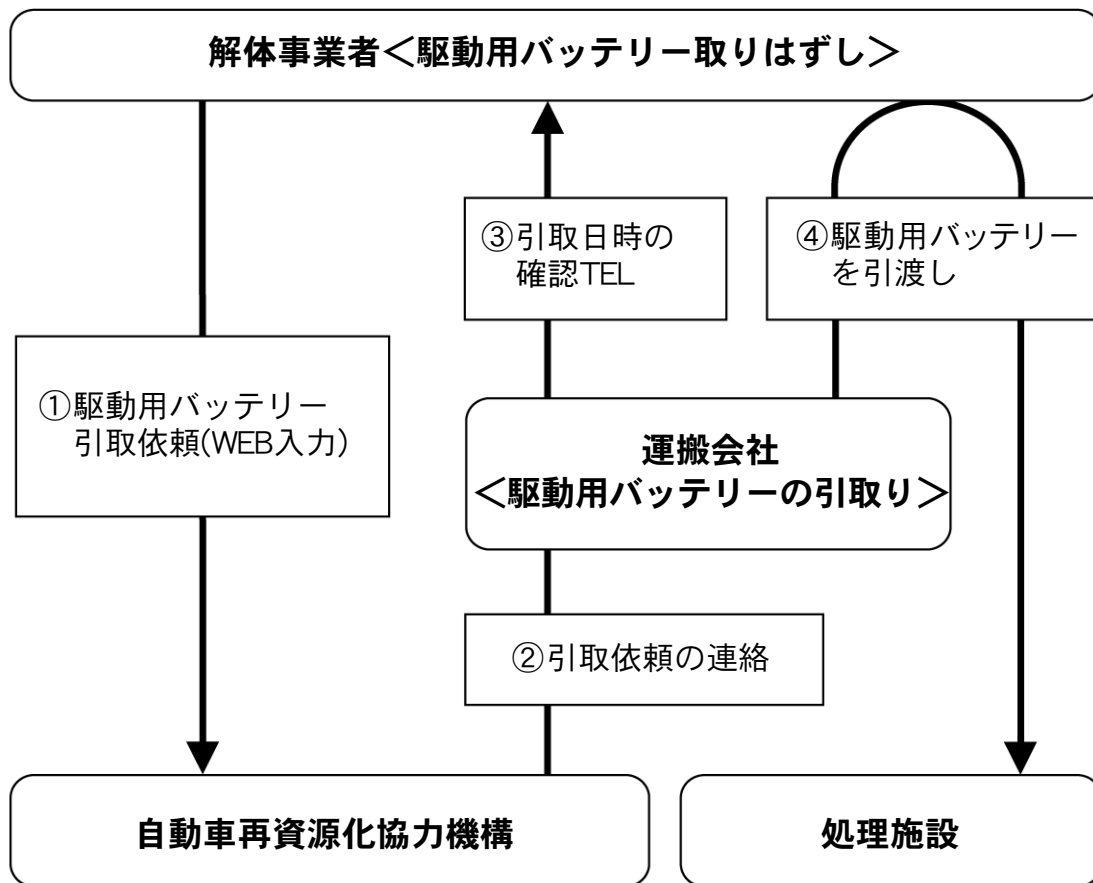 解体事業者＜駆動用バッテリー取りはずし＞
③引取日時の
確認TEL
④駆動用バッテリー
を引渡し
①駆動用バッテリー
引取依頼(WEB入力)
運搬会社
＜駆動用バッテリーの引取り＞
②引取依頼の連絡
自動車再資源化協力機構
処理施設